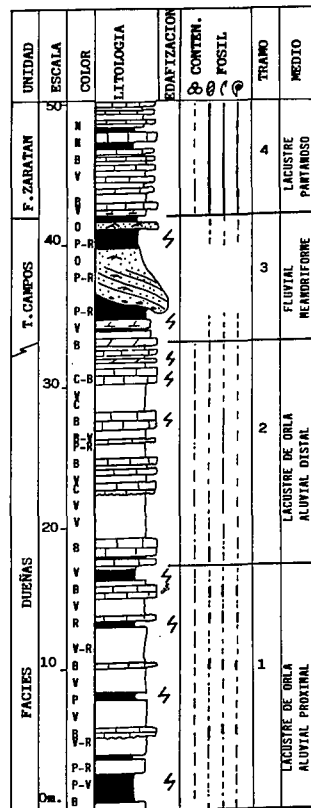 UNIDAD
ESCALA
COLOR
LITOLOGIA
EDAFIZACION
CONTEN.
FOSIL
TRAMO
MEDIO
50
N
N
B
V
B
V
O
40
P-R
O
P-R
P-R
V
B
30
C-B
V
C
B
B
20
V
C
V
V
B
V
B
V
R
V-R
10
B
V
P
V
B
V-R
P-R
P-V
0m.
B
F.ZARATAN
T.CAMPOS
FACIES DUEÑAS
4
3
2
1
LACUSTRE
PANTANOSO
FLUVIAL
MEANDRIFORME
LACUSTRE DE ORLA
ALUVIAL DISTAL
LACUSTRE DE ORLA
ALUVIAL PROXIMAL